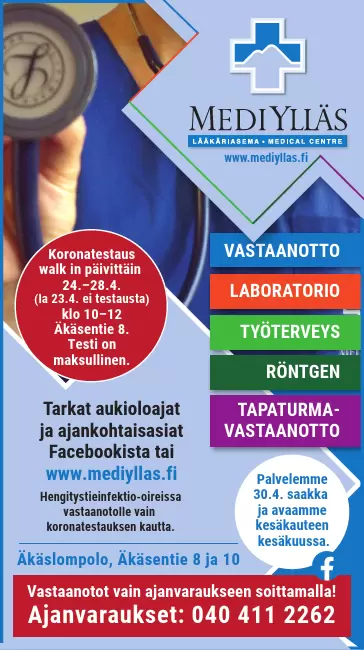 MEDIYLLÄS
LÄÄKÄRIASEMA • MEDICAL CENTRE
www.mediyllas.fi
Koronatestaus
walk in päivittäin
24.–28.4.
(la 23.4. ei testausta)
klo 10–12
Äkäsentie 8.
Testi on
maksullinen.
VASTAANOTTO
LABORATORIO
TYÖTERVEYS
RÖNTGEN
TAPATURMA-
VASTAANOTTO
Tarkat aukioloajat
ja ajankohtaisasiat
Facebookista tai
www.mediyllas.fi
Hengitystieinfektio-oireissa
vastaanotolle vain
koronatestauksen kautta.
Palvelemme
30.4. saakka
ja avaamme
kesäkauteen
kesäkuussa.
Äkäslompolo, Äkäsentie 8 ja 10
Vastaanotot vain ajanvaraukseen soittamalla!
Ajanvaraukset: 040 411 2262